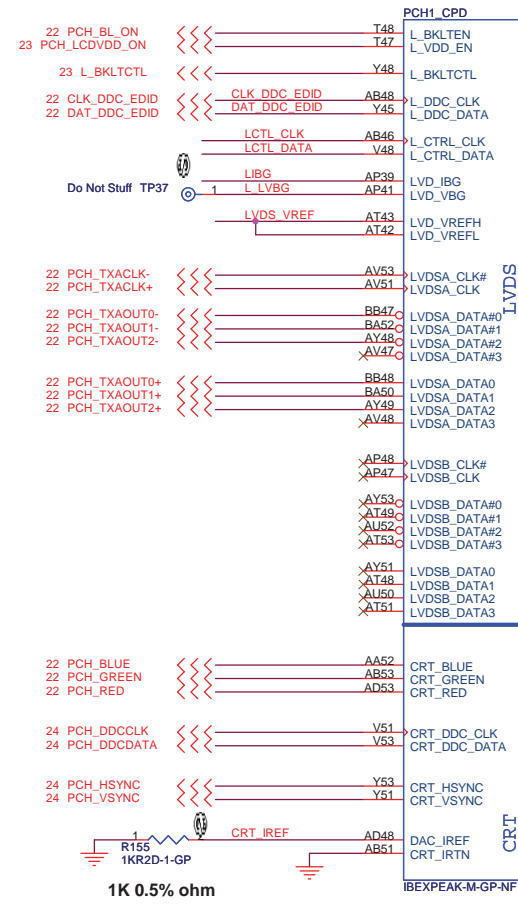 PCH1_CPD
22 PCH_BL_ON T48 L_BKLTEN
23 PCH_LCDVDD_ON T47 L_VDD_EN
23 L_BKLTCTL Y48 L_BKLTCTL
22 CLK_DDC_EDID CLK_DDC_EDID AB48 L_DDC_CLK
22 DAT_DDC_EDID DAT_DDC_EDID Y45 L_DDC_DATA
LCTL_CLK AB46 L_CTRL_CLK
LCTL_DATA V48 L_CTRL_DATA
LIBG AP39 LVD_IBG
Do Not Stuff TP37 1 L_LVBG AP41 LVD_VBG
LVDS_VREF AT43 LVD_VREFH
AT42 LVD_VREFL
LVDS
22 PCH_TXACLK- AV53 LVDSA_CLK#
22 PCH_TXACLK+ AV51 LVDSA_CLK
22 PCH_TXAOUT0- BB47 LVDSA_DATA#0
22 PCH_TXAOUT1- BA52 LVDSA_DATA#1
22 PCH_TXAOUT2- AY48 LVDSA_DATA#2
AV47 LVDSA_DATA#3
22 PCH_TXAOUT0+ BB48 LVDSA_DATA0
22 PCH_TXAOUT1+ BA50 LVDSA_DATA1
22 PCH_TXAOUT2+ AY49 LVDSA_DATA2
AV48 LVDSA_DATA3
AP48 LVDSB_CLK#
AP47 LVDSB_CLK
AY53 LVDSB_DATA#0
AT49 LVDSB_DATA#1
AU52 LVDSB_DATA#2
AT53 LVDSB_DATA#3
AY51 LVDSB_DATA0
AT48 LVDSB_DATA1
AU50 LVDSB_DATA2
AT51 LVDSB_DATA3
22 PCH_BLUE AA52 CRT_BLUE
22 PCH_GREEN AB53 CRT_GREEN
22 PCH_RED AD53 CRT_RED
24 PCH_DDCCLK V51 CRT_DDC_CLK
24 PCH_DDCDATA V53 CRT_DDC_DATA
24 PCH_HSYNC Y53 CRT_HSYNC
24 PCH_VSYNC Y51 CRT_VSYNC
CRT
1 2 CRT_IREF AD48 DAC_IREF
R155 AB51 CRT_IRTN
1KR2D-1-GP
1K 0.5% ohm
IBEXPEAK-M-GP-NF